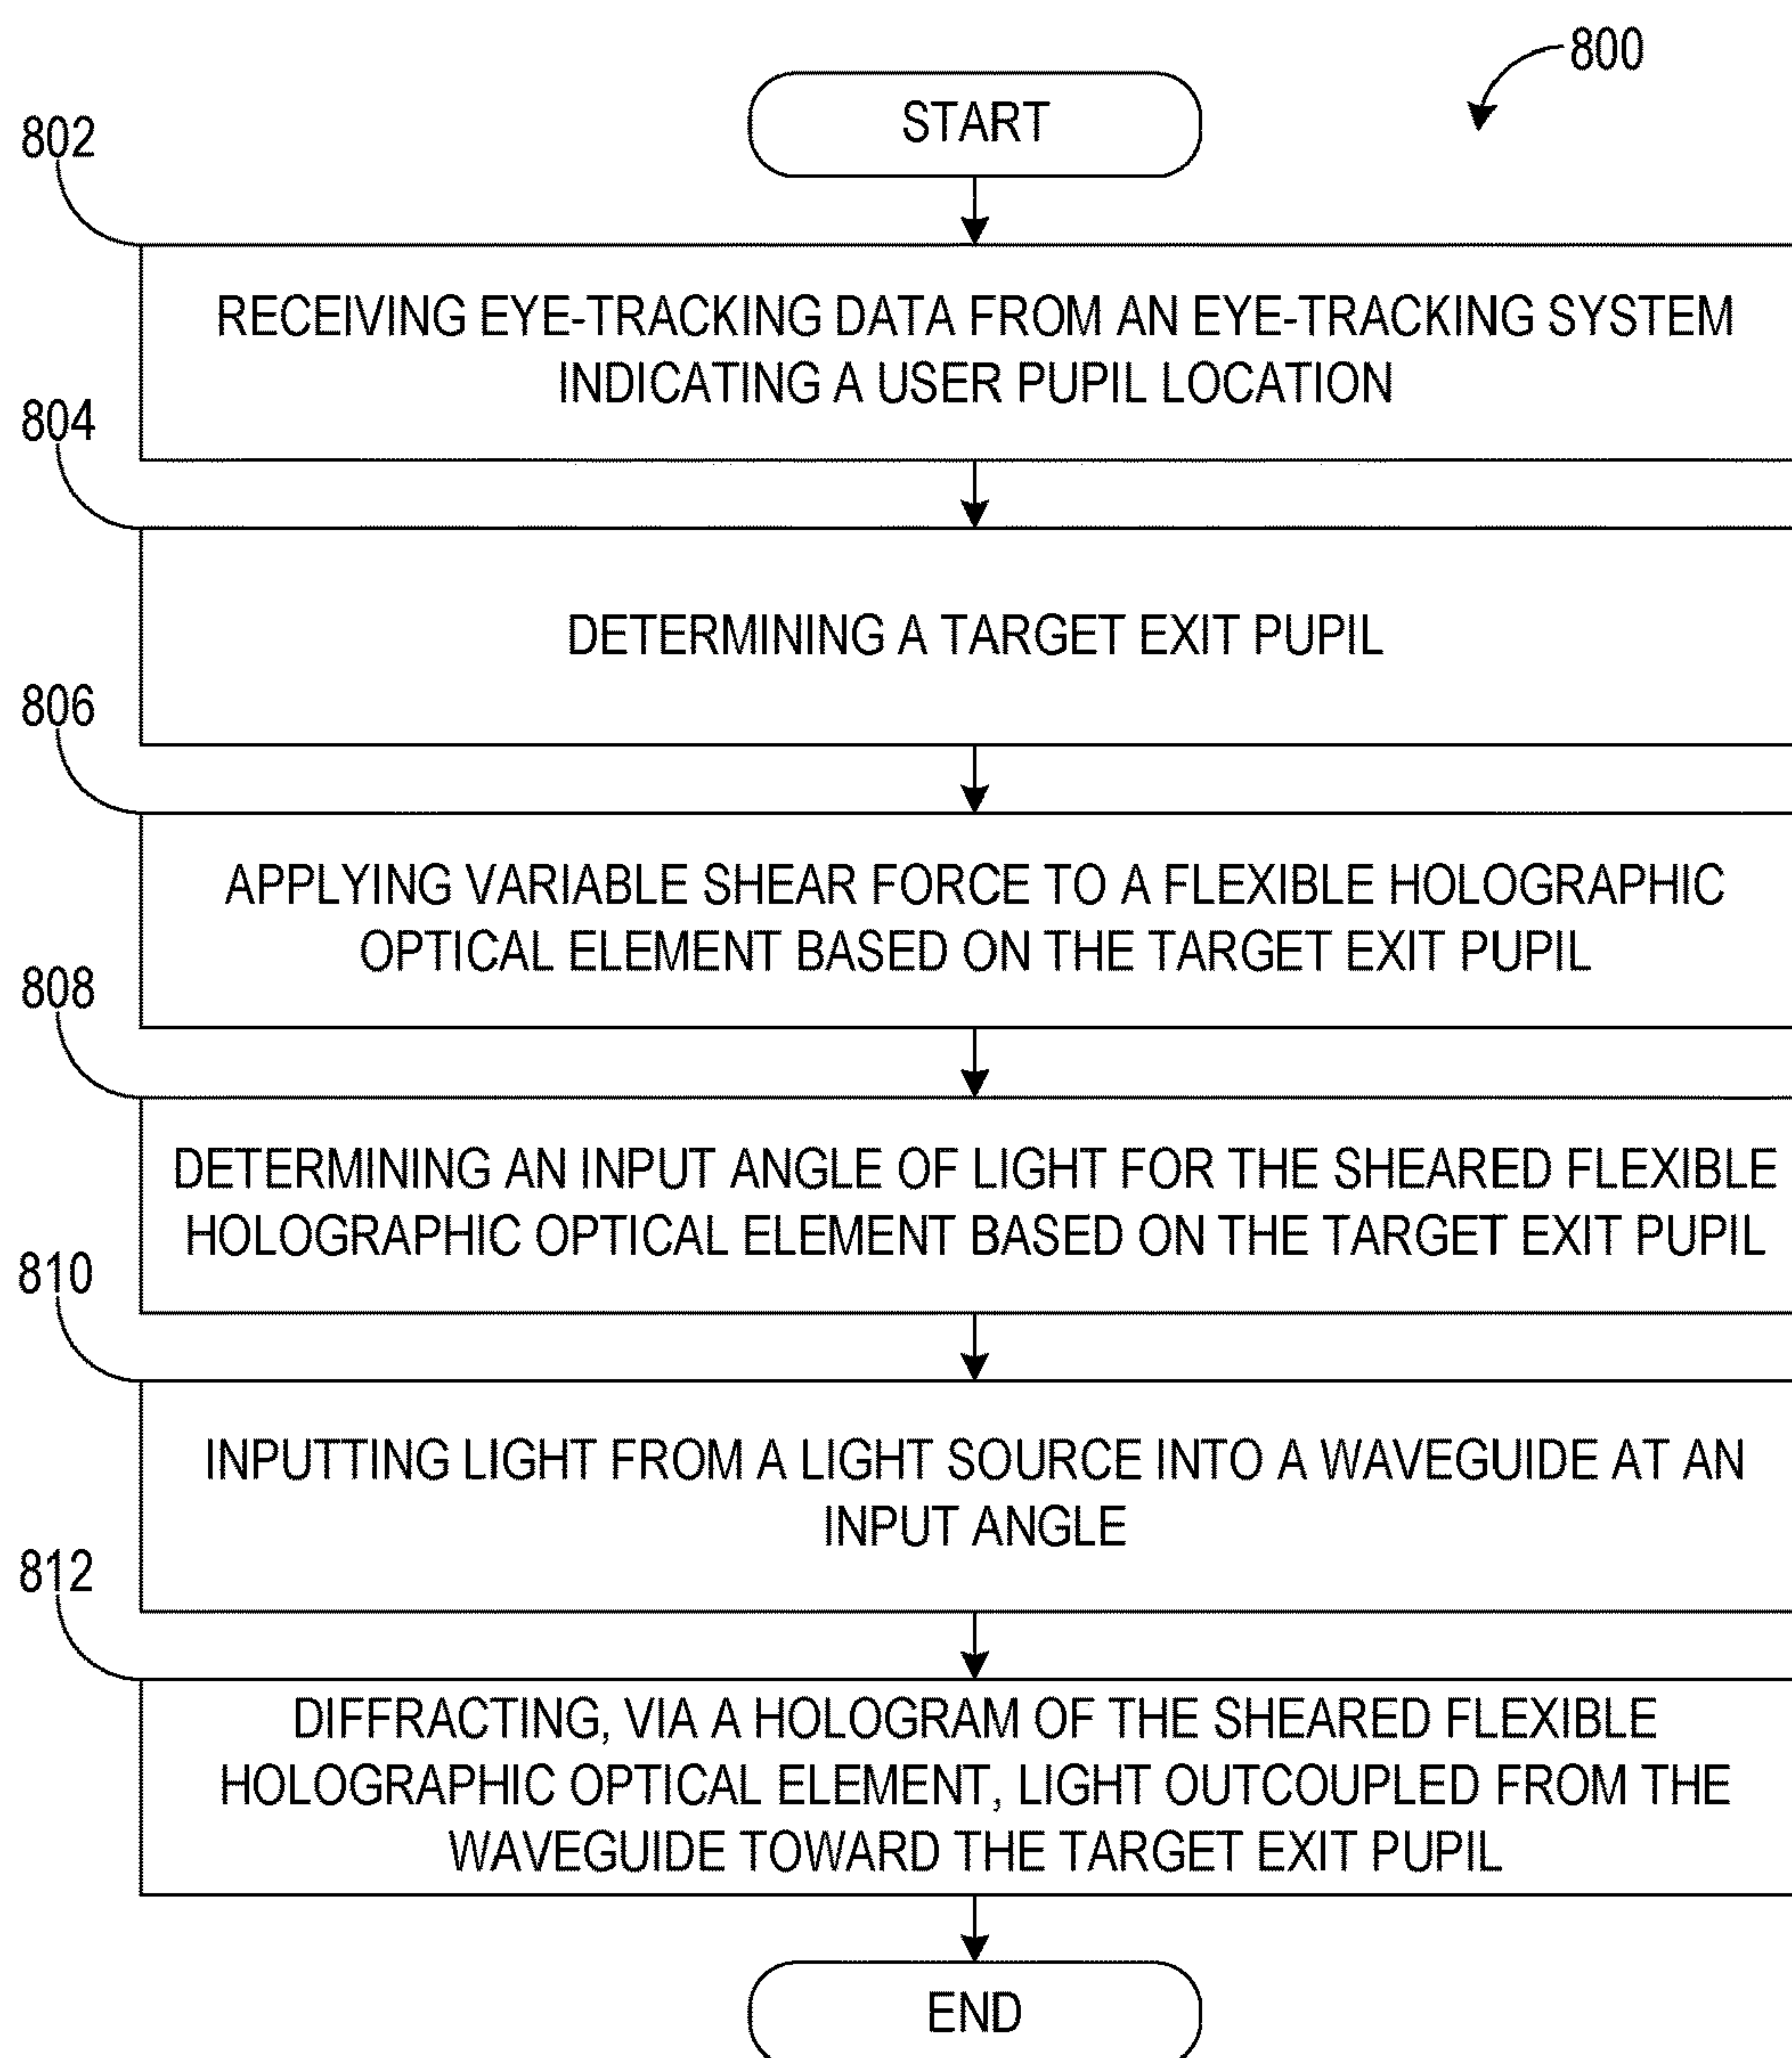 800
START
802
RECEIVING EYE-TRACKING DATA FROM AN EYE-TRACKING SYSTEM
INDICATING A USER PUPIL LOCATION
804
DETERMINING A TARGET EXIT PUPIL
806
APPLYING VARIABLE SHEAR FORCE TO A FLEXIBLE HOLOGRAPHIC
OPTICAL ELEMENT BASED ON THE TARGET EXIT PUPIL
808
DETERMINING AN INPUT ANGLE OF LIGHT FOR THE SHEARED FLEXIBLE
HOLOGRAPHIC OPTICAL ELEMENT BASED ON THE TARGET EXIT PUPIL
810
INPUTTING LIGHT FROM A LIGHT SOURCE INTO A WAVEGUIDE AT AN
INPUT ANGLE
812
DIFFRACTING, VIA A HOLOGRAM OF THE SHEARED FLEXIBLE
HOLOGRAPHIC OPTICAL ELEMENT, LIGHT OUTCOUPLED FROM THE
WAVEGUIDE TOWARD THE TARGET EXIT PUPIL
END